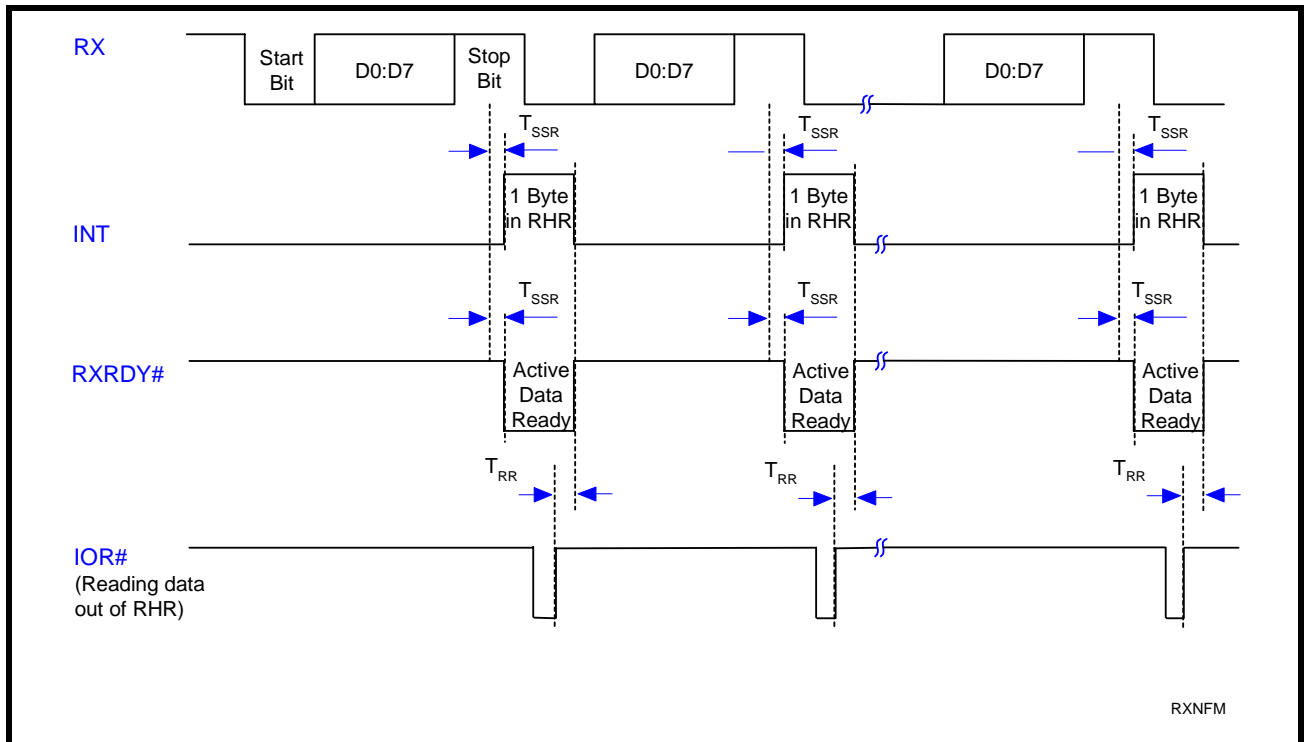 RX
Start
Bit
D0:D7
Stop
Bit
D0:D7
D0:D7
TSSR
TSSR
TSSR
INT
1 Byte
in RHR
1 Byte
in RHR
1 Byte
in RHR
TSSR
TSSR
TSSR
RXRDY#
Active
Data
Ready
Active
Data
Ready
Active
Data
Ready
TRR
TRR
TRR
IOR#
(Reading data
out of RHR)
RXNFM